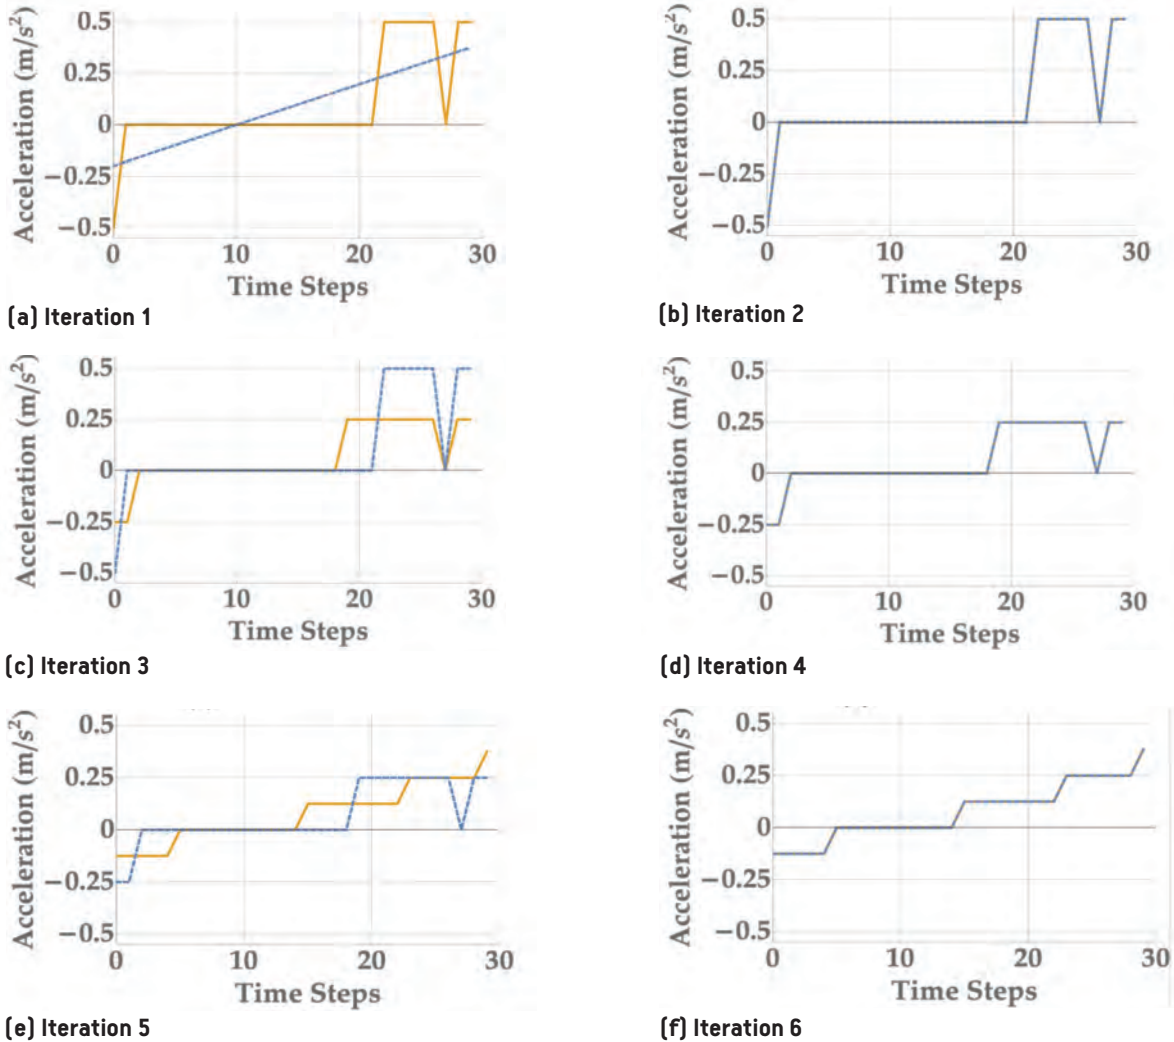 0.5
0.25
0
−0.25
−0.5
Acceleration (m/s²)
0 10 20 30
Time Steps
(a) Iteration 1
0.5
0.25
0
−0.25
−0.5
Acceleration (m/s²)
0 10 20 30
Time Steps
(b) Iteration 2
0.5
0.25
0
−0.25
−0.5
Acceleration (m/s²)
0 10 20 30
Time Steps
(c) Iteration 3
0.5
0.25
0
−0.25
−0.5
Acceleration (m/s²)
0 10 20 30
Time Steps
(d) Iteration 4
0.5
0.25
0
−0.25
−0.5
Acceleration (m/s²)
0 10 20 30
Time Steps
(e) Iteration 5
0.5
0.25
0
−0.25
−0.5
Acceleration (m/s²)
0 10 20 30
Time Steps
(f) Iteration 6